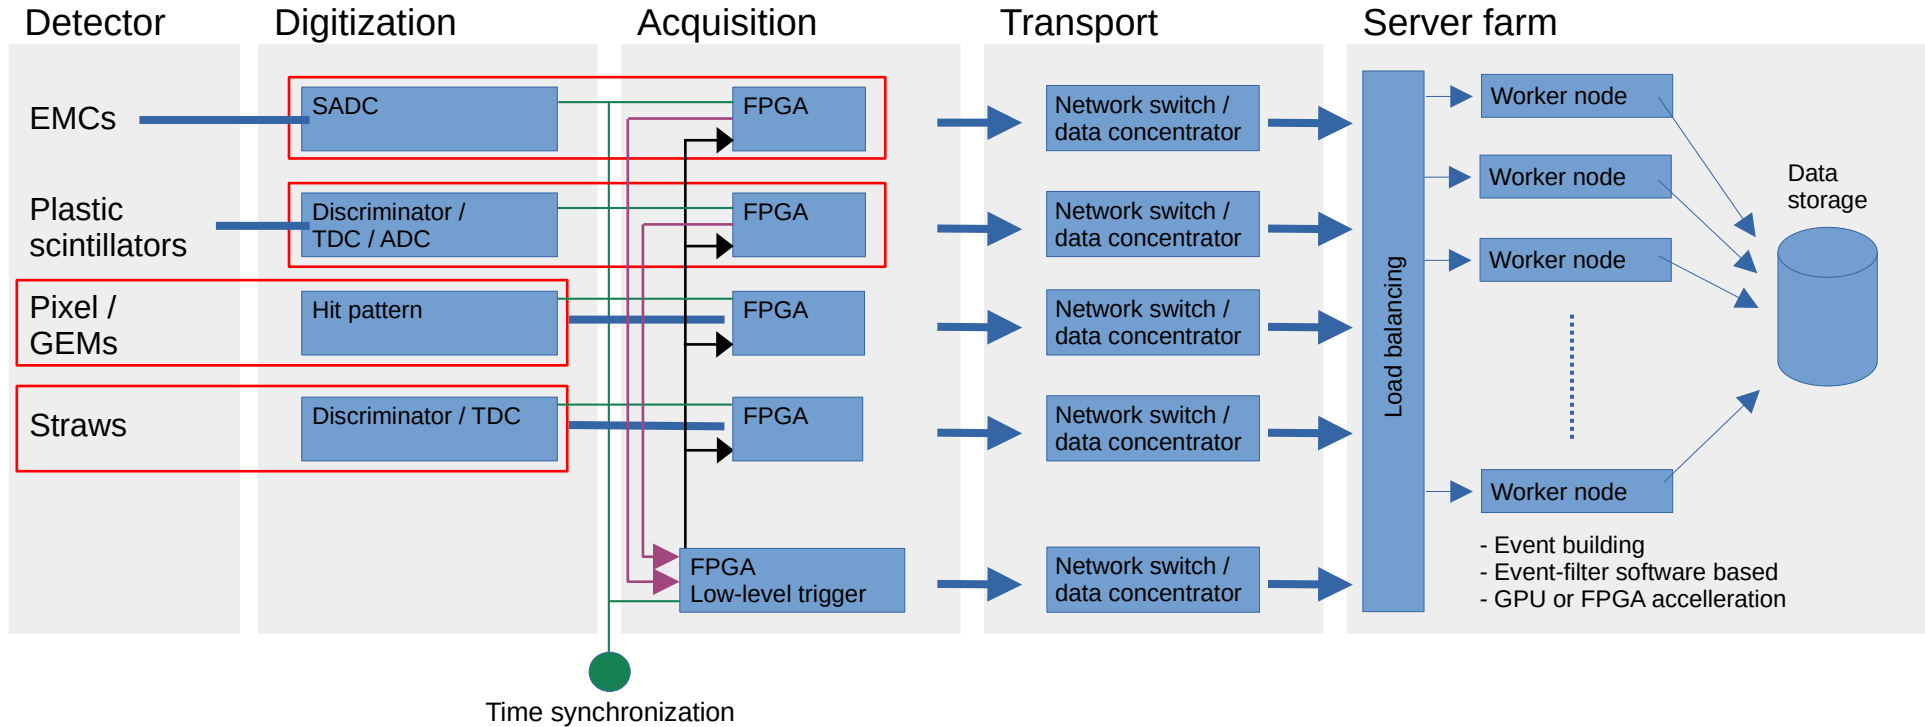 Detector
Digitization
Acquisition
Transport
Server farm
EMCs
SADC
FPGA
Network switch /
data concentrator
Plastic
scintillators
Discriminator /
TDC / ADC
FPGA
Network switch /
data concentrator
Pixel /
GEMs
Hit pattern
FPGA
Network switch /
data concentrator
Straws
Discriminator / TDC
FPGA
Network switch /
data concentrator
FPGA
Low-level trigger
Network switch /
data concentrator
Load balancing
Worker node
Worker node
Worker node
Worker node
Data
storage
- Event building
- Event-filter software based
- GPU or FPGA accelleration
Time synchronization